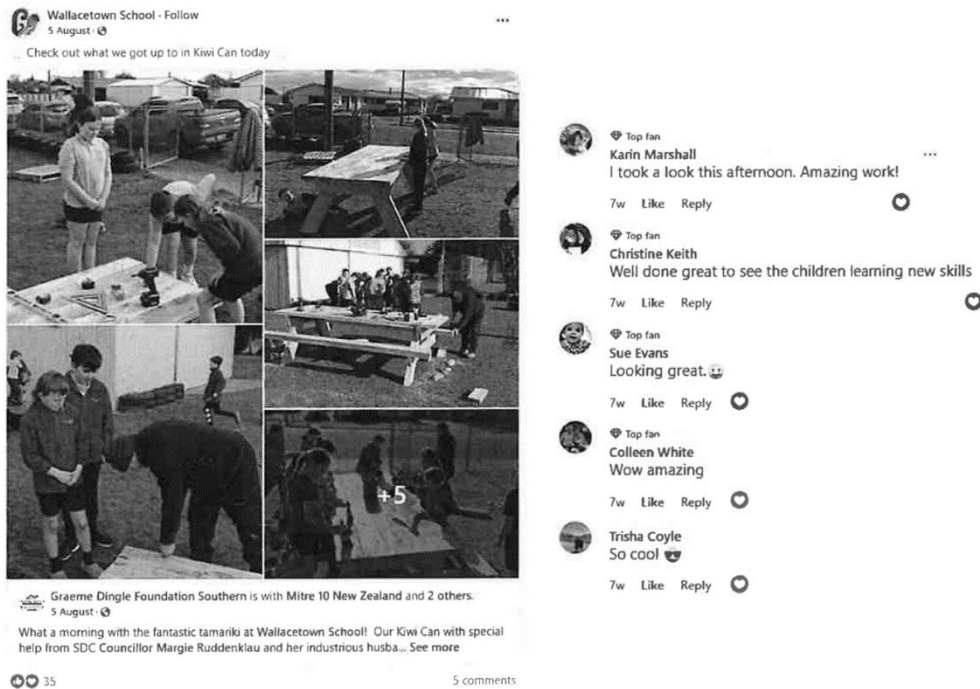 Wallacetown School · Follow
5 August ·
Check out what we got up to in Kiwi Can today
+5
Graeme Dingle Foundation Southern is with Mitre 10 New Zealand and 2 others.
5 August ·
What a morning with the fantastic tamariki at Wallacetown School! Our Kiwi Can with special
help from SDC Councillor Margie Ruddenklau and her industrious husba... See more
35
5 comments
Top fan
Karin Marshall
I took a look this afternoon. Amazing work!
7w Like Reply
Top fan
Christine Keith
Well done great to see the children learning new skills
7w Like Reply
Top fan
Sue Evans
Looking great.
7w Like Reply
Top fan
Colleen White
Wow amazing
7w Like Reply
Trisha Coyle
So cool
7w Like Reply